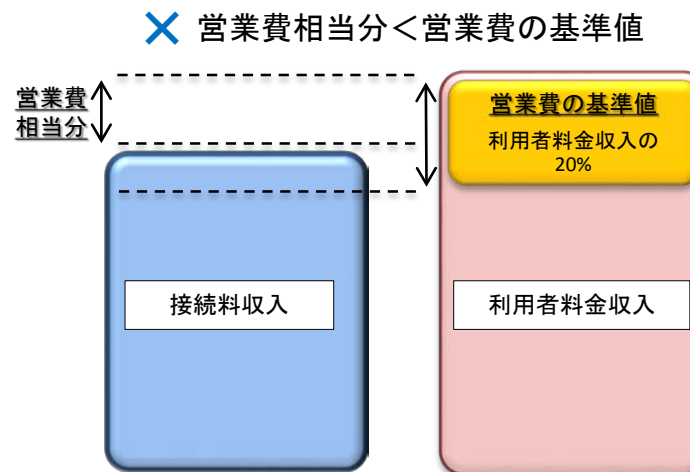 × 営業費相当分＜営業費の基準値
営業費
相当分
営業費の基準値
利用者料金収入の
20%
接続料収入
利用者料金収入